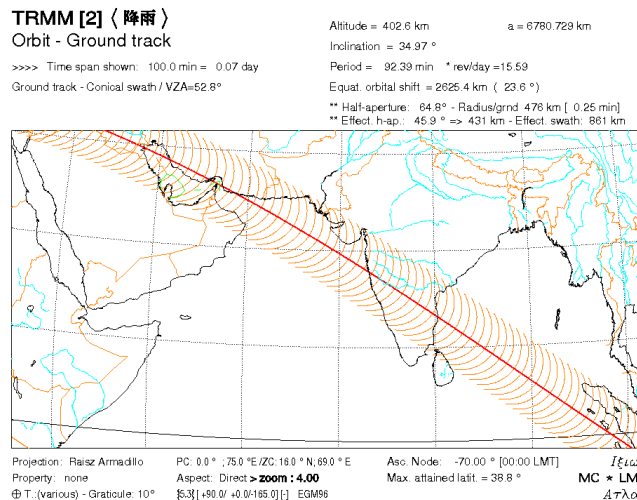 TRMM [2] 〈 降雨 〉
Orbit - Ground track
>>>> Time span shown: 100.0 min = 0.07 day
Ground track - Conical swath / VZA=52.8°
Altitude = 402.6 km a = 6780.729 km
Inclination = 34.97 °
Period = 92.39 min * rev/day =15.59
Equat. orbital shift = 2625.4 km ( 23.6 °)
** Half-aperture: 64.8° - Radius/grnd 476 km [ 0.25 min]
** Effect. h-ap.: 45.9 ° => 431 km - Effect. swath: 861 km
Projection: Raisz Armadillo PC: 0.0 ° ; 75.0 °E /ZC: 16.0 ° N; 69.0 °E Asc. Node: -70.00 ° [00:00 LMT] Ιξιω
Property: none Aspect: Direct > zoom : 4.00 Max. attained latit. = 38.8 ° MC ★ LM
⊕ T.:(various) - Graticule: 10° [5.3] [ +90.0/ +0.0/-165.0] [-] EGM96 Ατλο